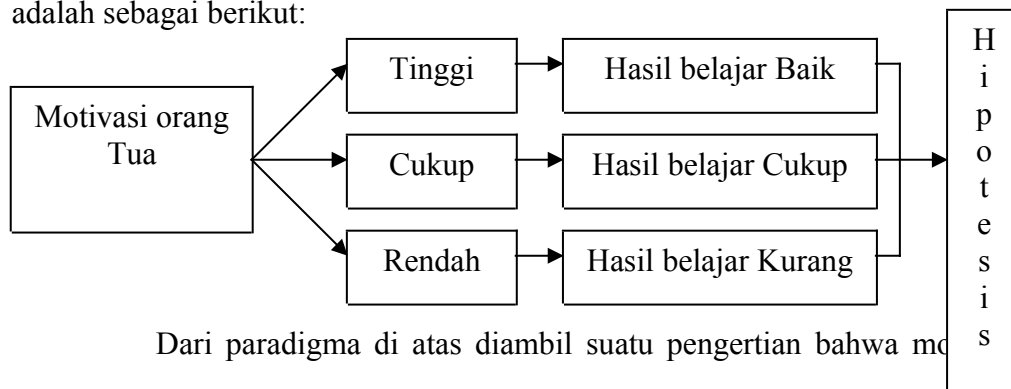 adalah sebagai berikut:
Motivasi orang
Tua
Tinggi
Hasil belajar Baik
Cukup
Hasil belajar Cukup
Rendah
Hasil belajar Kurang
H
i
p
o
t
e
s
i
s
Dari paradigma di atas diambil suatu pengertian bahwa